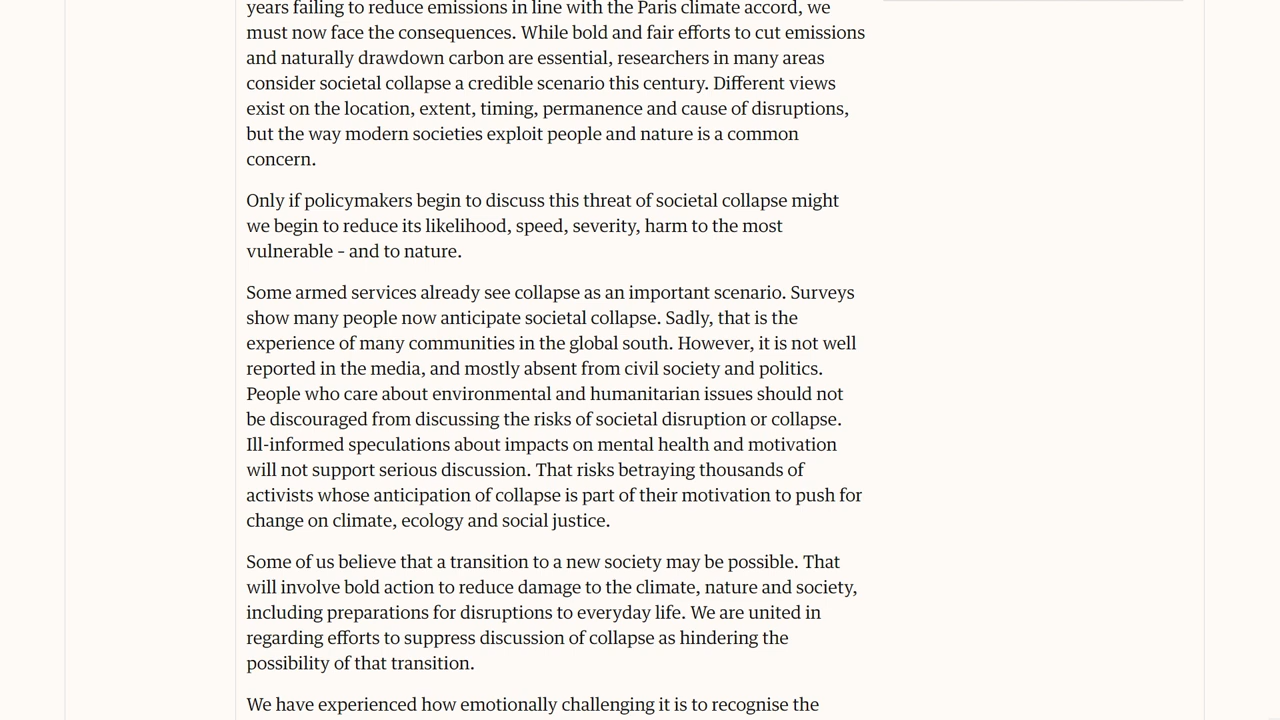 years failing to reduce emissions in line with the Paris climate accord, we
must now face the consequences. While bold and fair efforts to cut emissions
and naturally drawdown carbon are essential, researchers in many areas
consider societal collapse a credible scenario this century. Different views
exist on the location, extent, timing, permanence and cause of disruptions,
but the way modern societies exploit people and nature is a common
concern.
Only if policymakers begin to discuss this threat of societal collapse might
we begin to reduce its likelihood, speed, severity, harm to the most
vulnerable – and to nature.
Some armed services already see collapse as an important scenario. Surveys
show many people now anticipate societal collapse. Sadly, that is the
experience of many communities in the global south. However, it is not well
reported in the media, and mostly absent from civil society and politics.
People who care about environmental and humanitarian issues should not
be discouraged from discussing the risks of societal disruption or collapse.
Ill-informed speculations about impacts on mental health and motivation
will not support serious discussion. That risks betraying thousands of
activists whose anticipation of collapse is part of their motivation to push for
change on climate, ecology and social justice.
Some of us believe that a transition to a new society may be possible. That
will involve bold action to reduce damage to the climate, nature and society,
including preparations for disruptions to everyday life. We are united in
regarding efforts to suppress discussion of collapse as hindering the
possibility of that transition.
We have experienced how emotionally challenging it is to recognise the